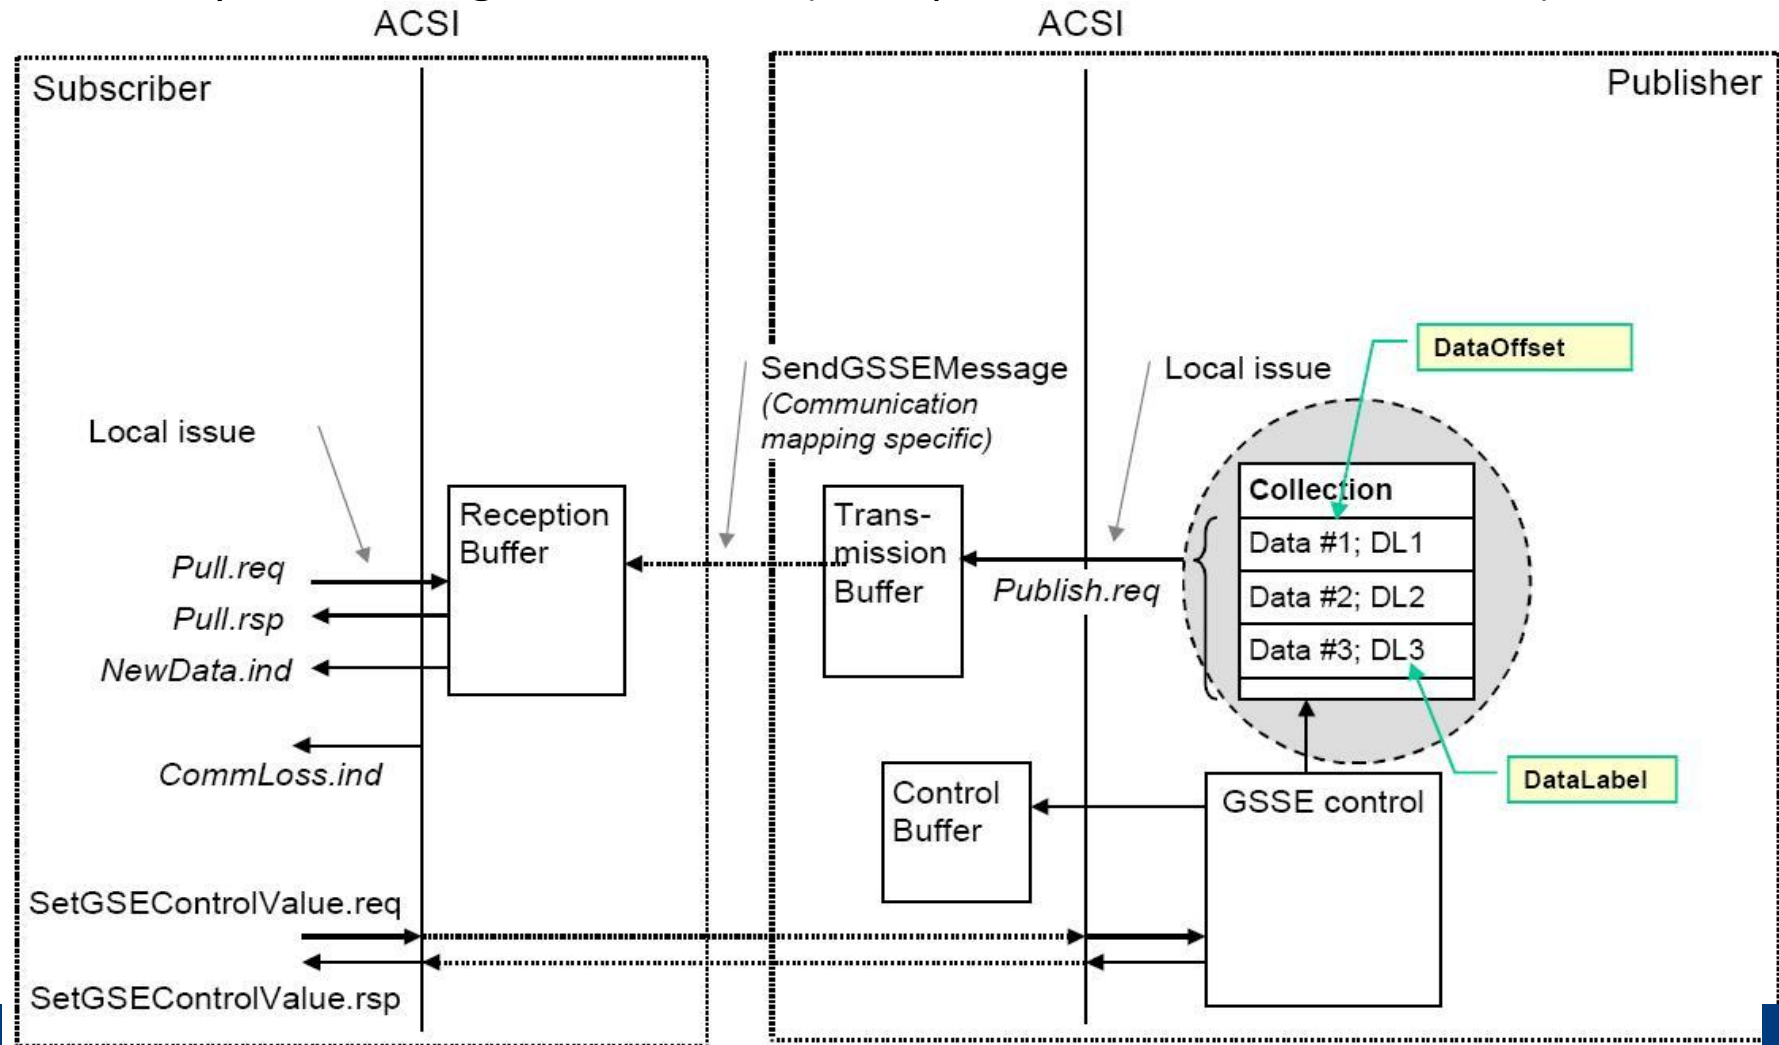 ACSI
ACSI
Subscriber
Publisher
DataOffset
SendGSSEMessage
(Communication
mapping specific)
Local issue
Local issue
Collection
Data #1; DL1
Data #2; DL2
Data #3; DL3
Reception
Buffer
Trans-
mission
Buffer
Publish.req
Pull.req
Pull.rsp
NewData.ind
CommLoss.ind
Control
Buffer
GSSE control
DataLabel
SetGSEControlValue.req
SetGSEControlValue.rsp